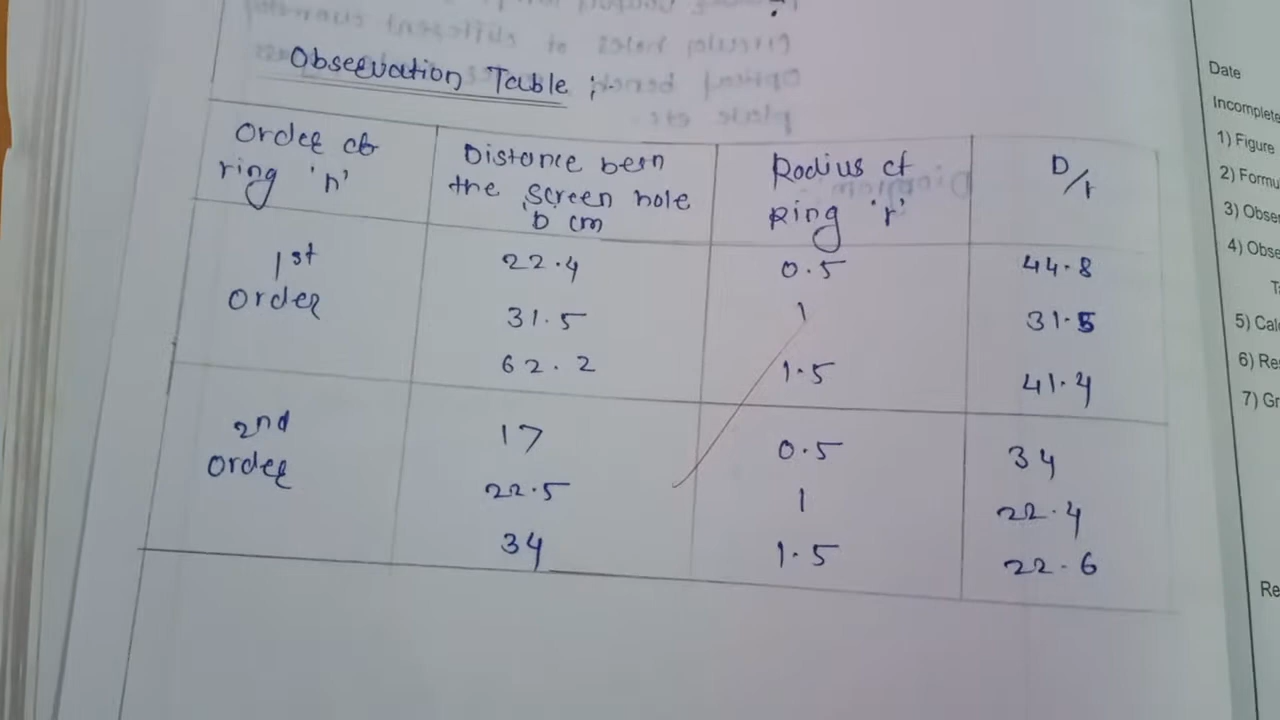 Observation Table :-
Order of
ring 'n'
Distance been
the screen hole
'D cm
Radius of
Ring 'r'
D/r
1st
Order
22.4 0.5 44.8
31.5 1 31.5
62.2 1.5 41.4
2nd
Order
17 0.5 34
22.5 1 22.4
34 1.5 22.6
Date
Incomplete
1) Figure
2) Formu
3) Obse
4) Obse
T
5) Cal
6) Re
7) Gr
Re